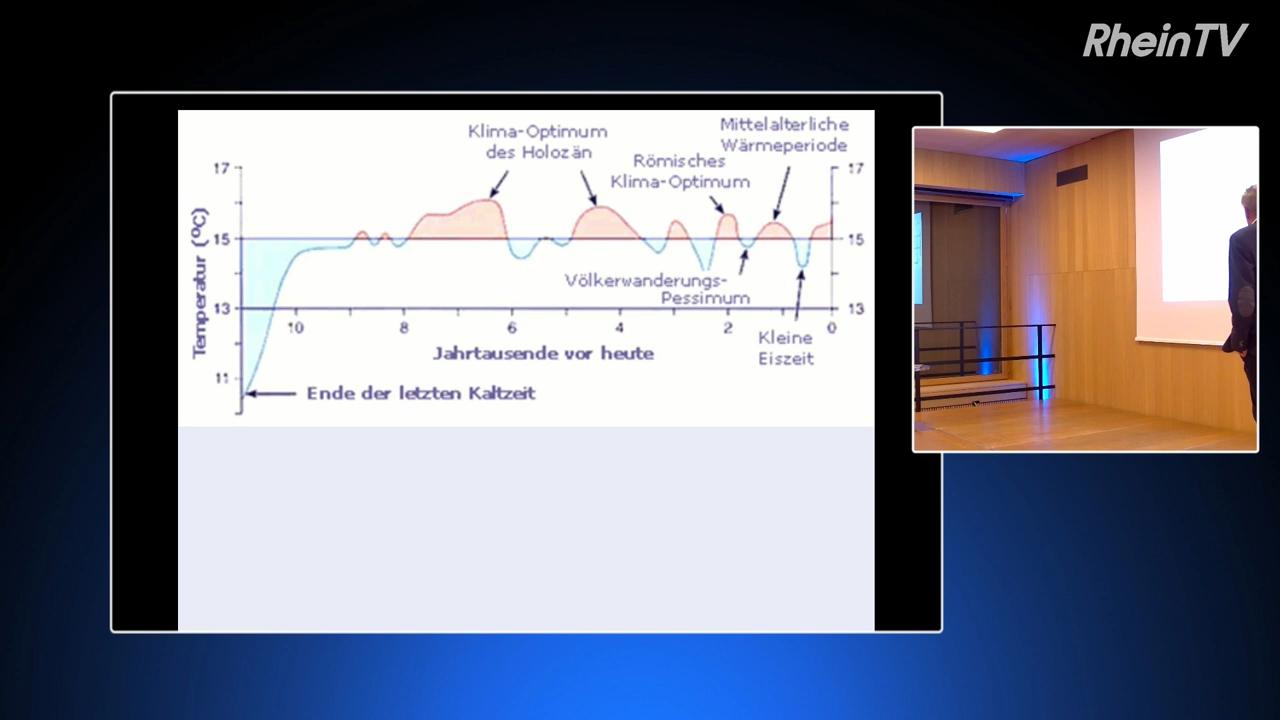 RheinTV
Klima-Optimum
des Holozän
Mittelalterliche
Wärmeperiode
Römisches
Klima-Optimum
17
17
Temperatur (ºC)
15
15
Völkerwanderungs-
Pessimum
13
13
10
8
6
4
2
0
Jahrtausende vor heute
Kleine
Eiszeit
11
Ende der letzten Kaltzeit